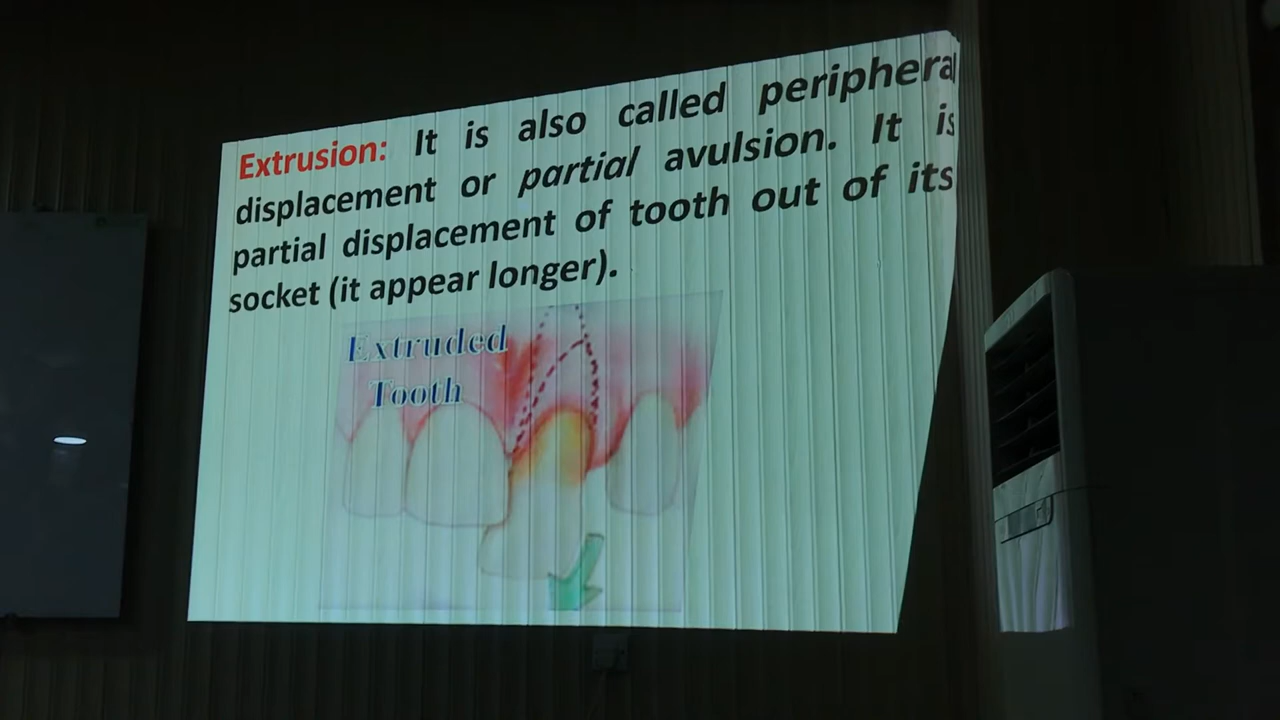 Extrusion: It is also called periphera
displacement or partial avulsion. It is
partial displacement of tooth out of its
socket (it appear longer).
Extruded
Tooth